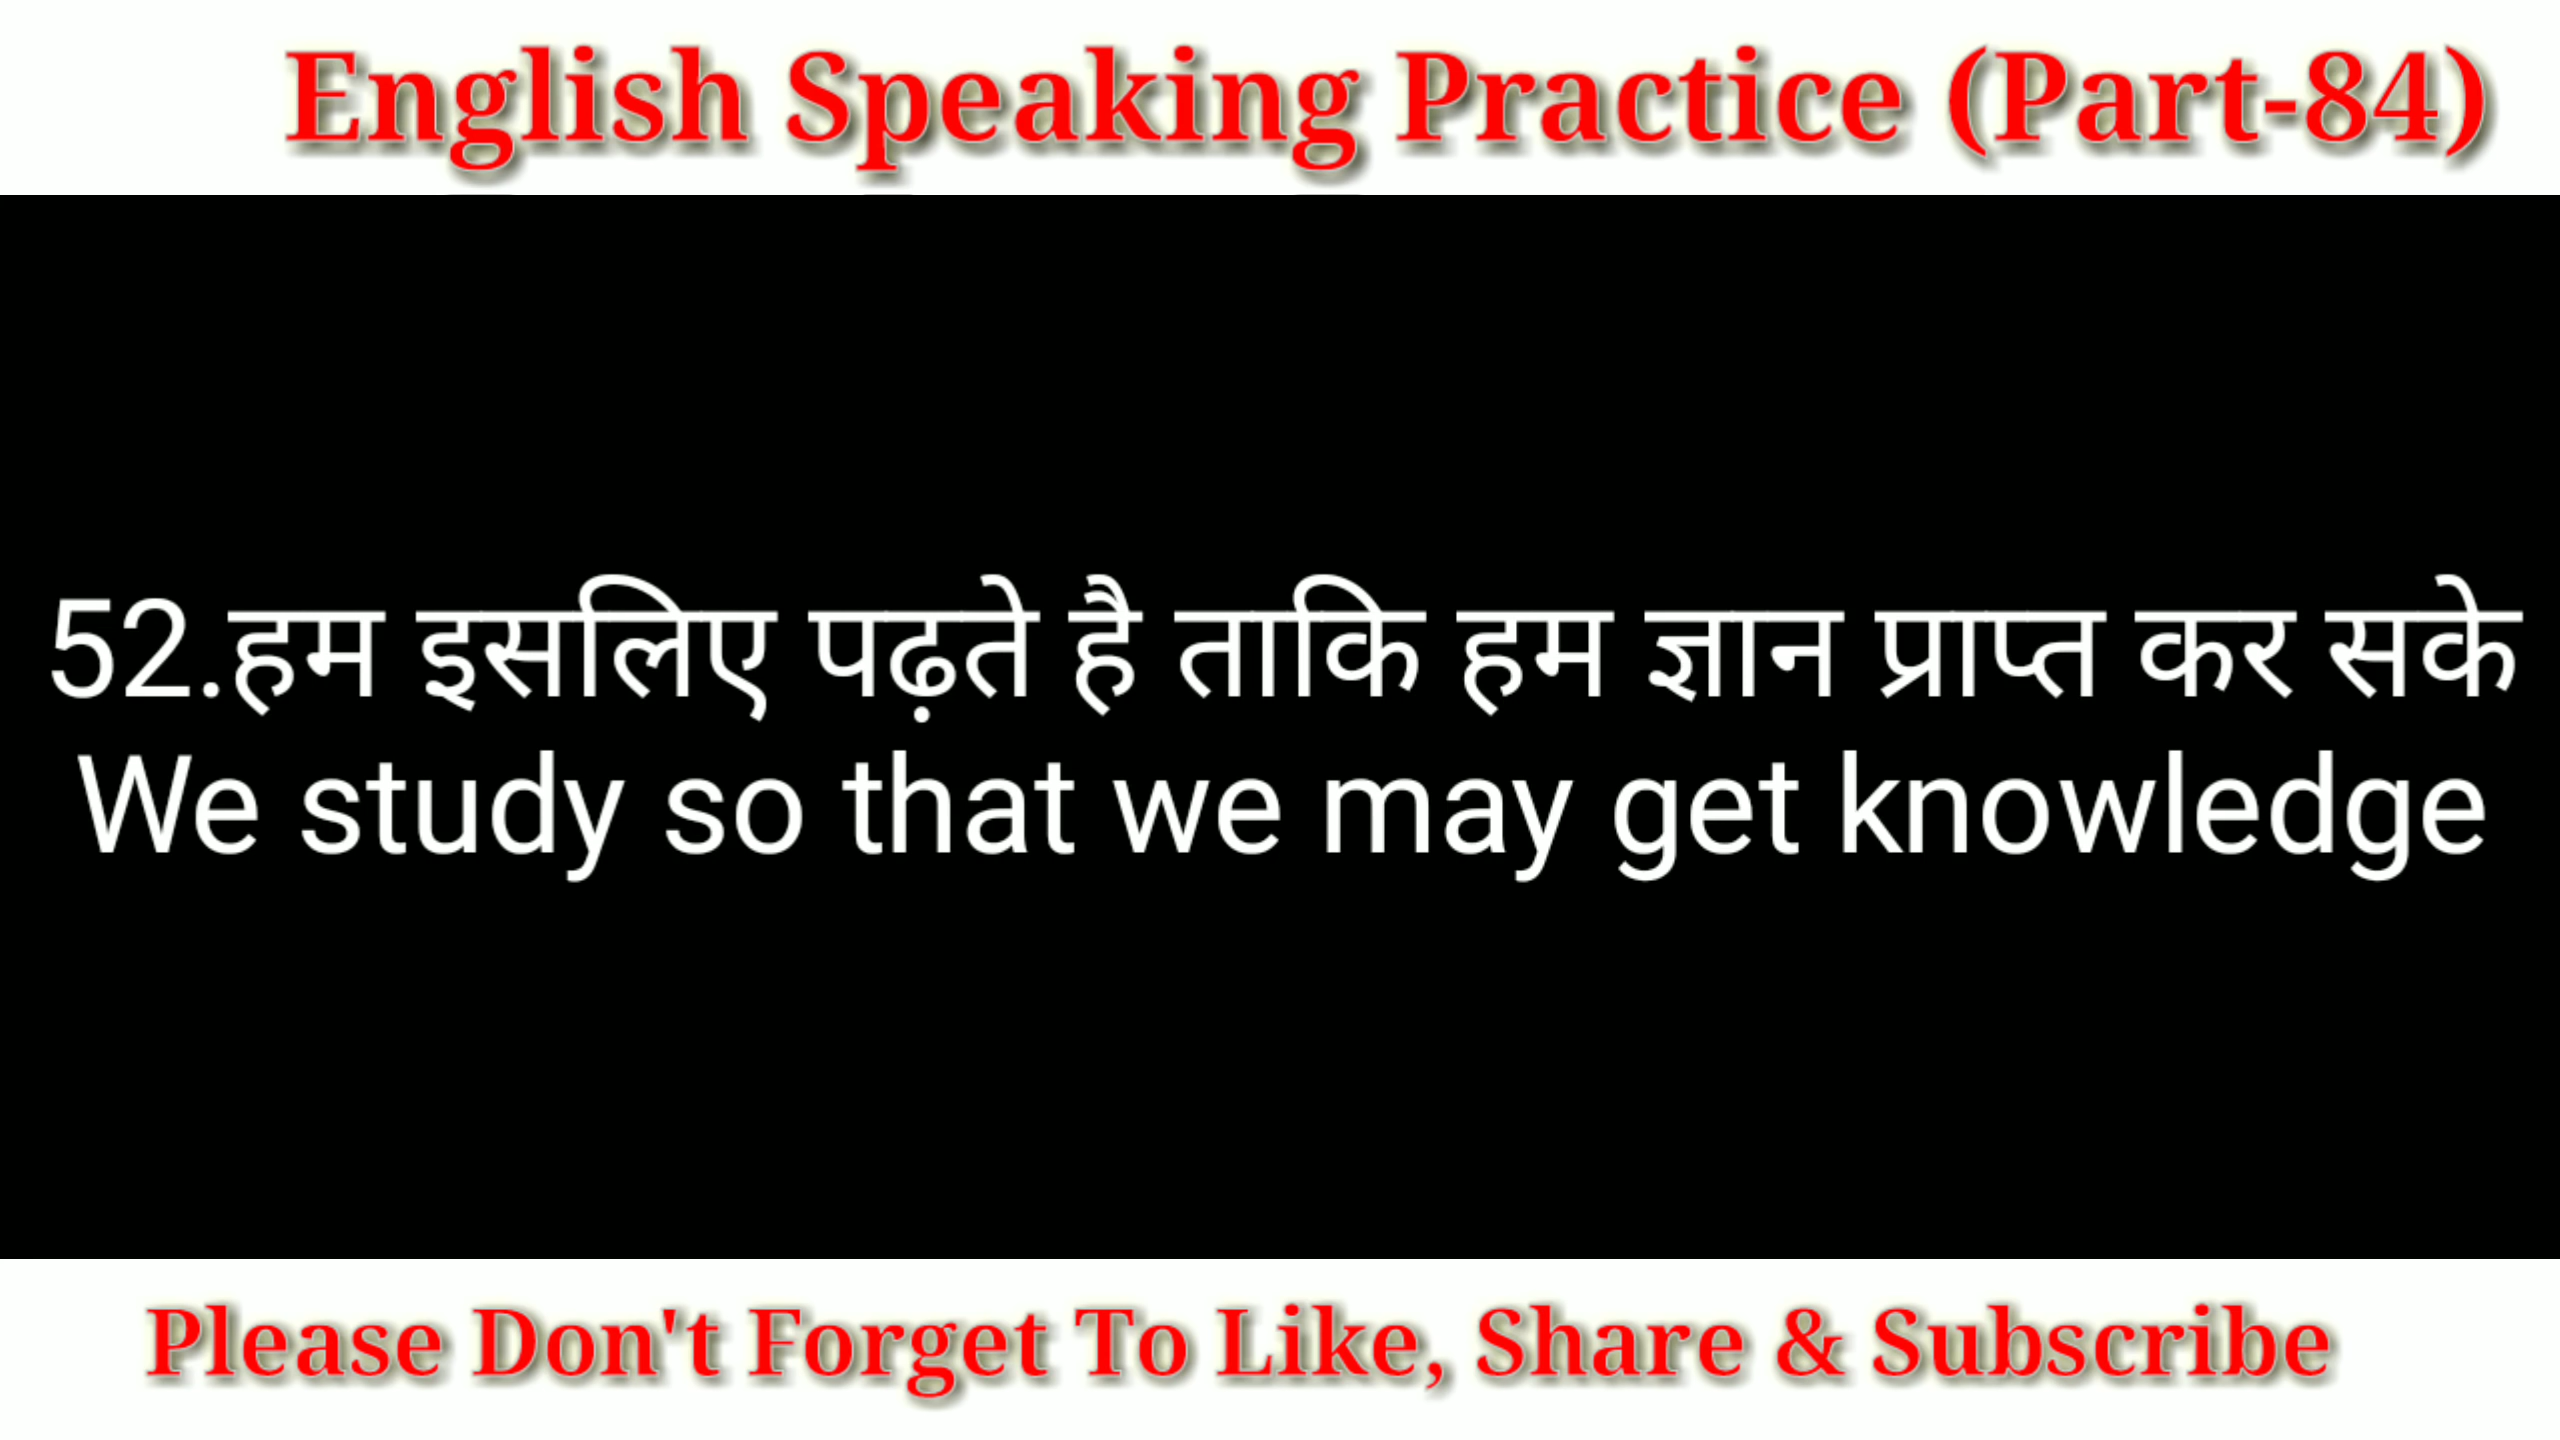 English Speaking Practice (Part-84)
52.हम इसलिए पढ़ते है ताकि हम ज्ञान प्राप्त कर सके
We study so that we may get knowledge
Please Don't Forget To Like, Share & Subscribe